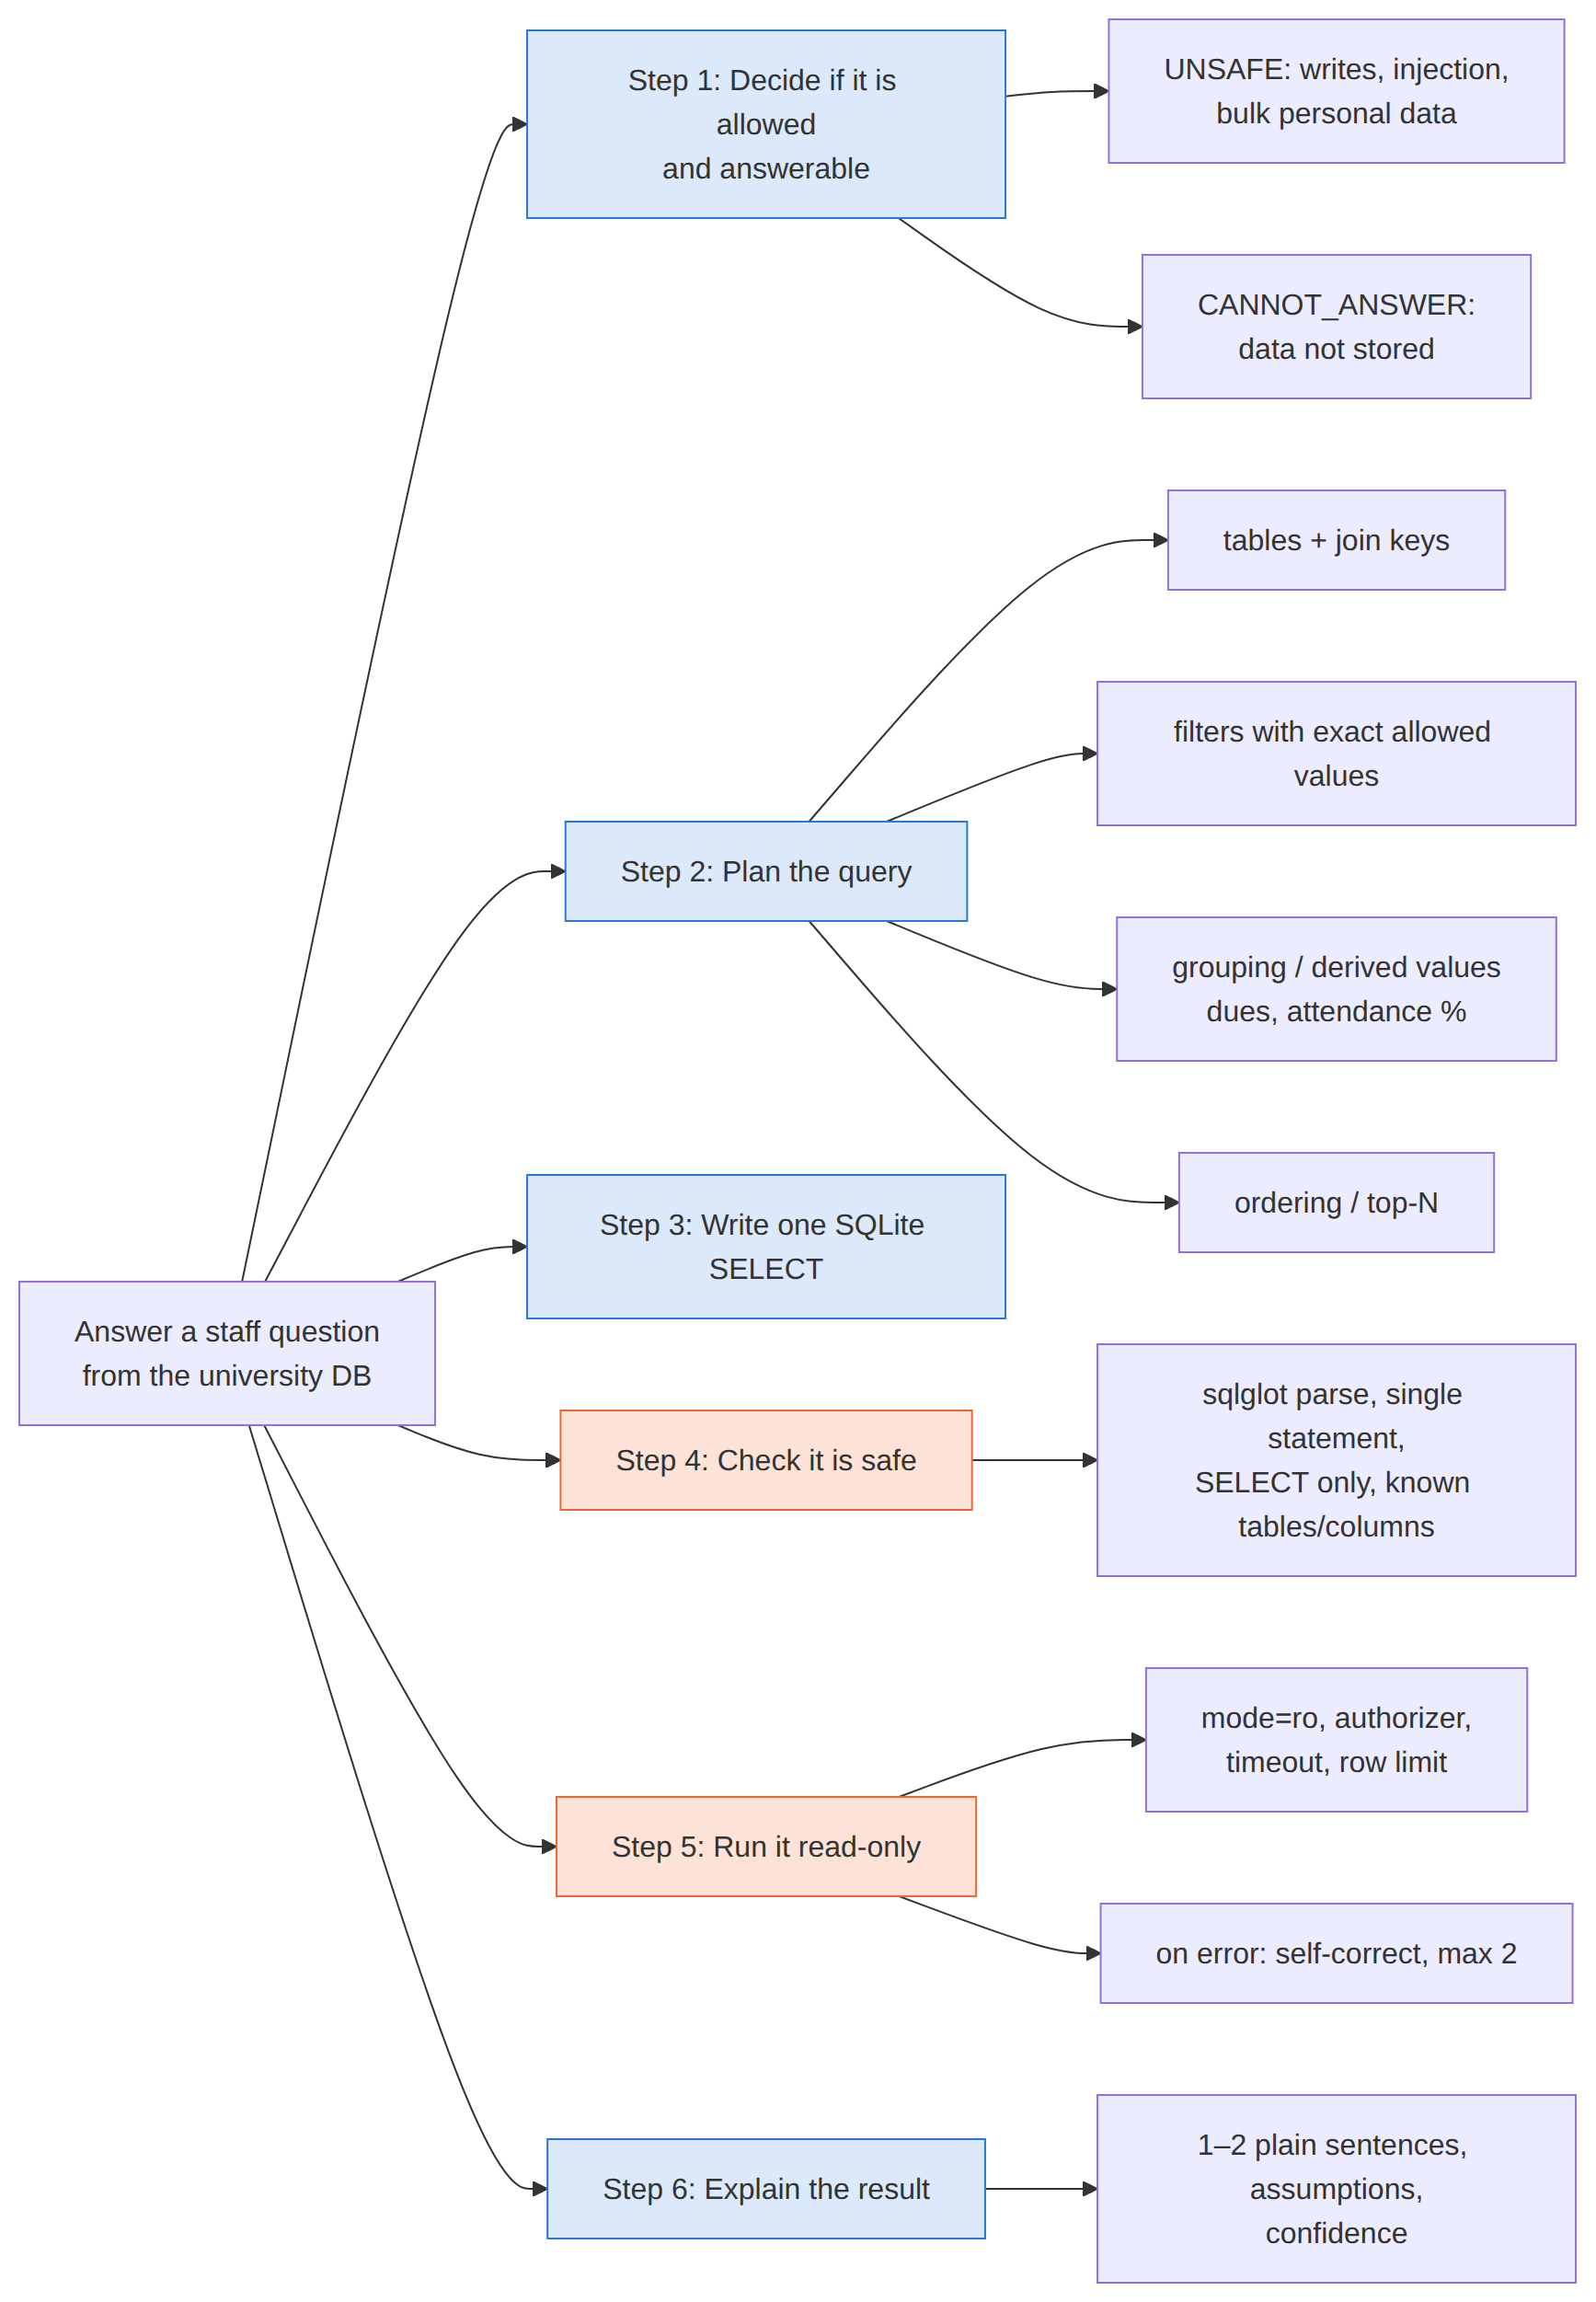 Step 1: Decide if it is
allowed
and answerable
UNSAFE: writes, injection,
bulk personal data
CANNOT_ANSWER:
data not stored
tables + join keys
filters with exact allowed
values
Step 2: Plan the query
grouping / derived values
dues, attendance %
ordering / top-N
Step 3: Write one SQLite
SELECT
Answer a staff question
from the university DB
Step 4: Check it is safe
sqlglot parse, single
statement,
SELECT only, known
tables/columns
mode=ro, authorizer,
timeout, row limit
Step 5: Run it read-only
on error: self-correct, max 2
Step 6: Explain the result
1–2 plain sentences,
assumptions,
confidence